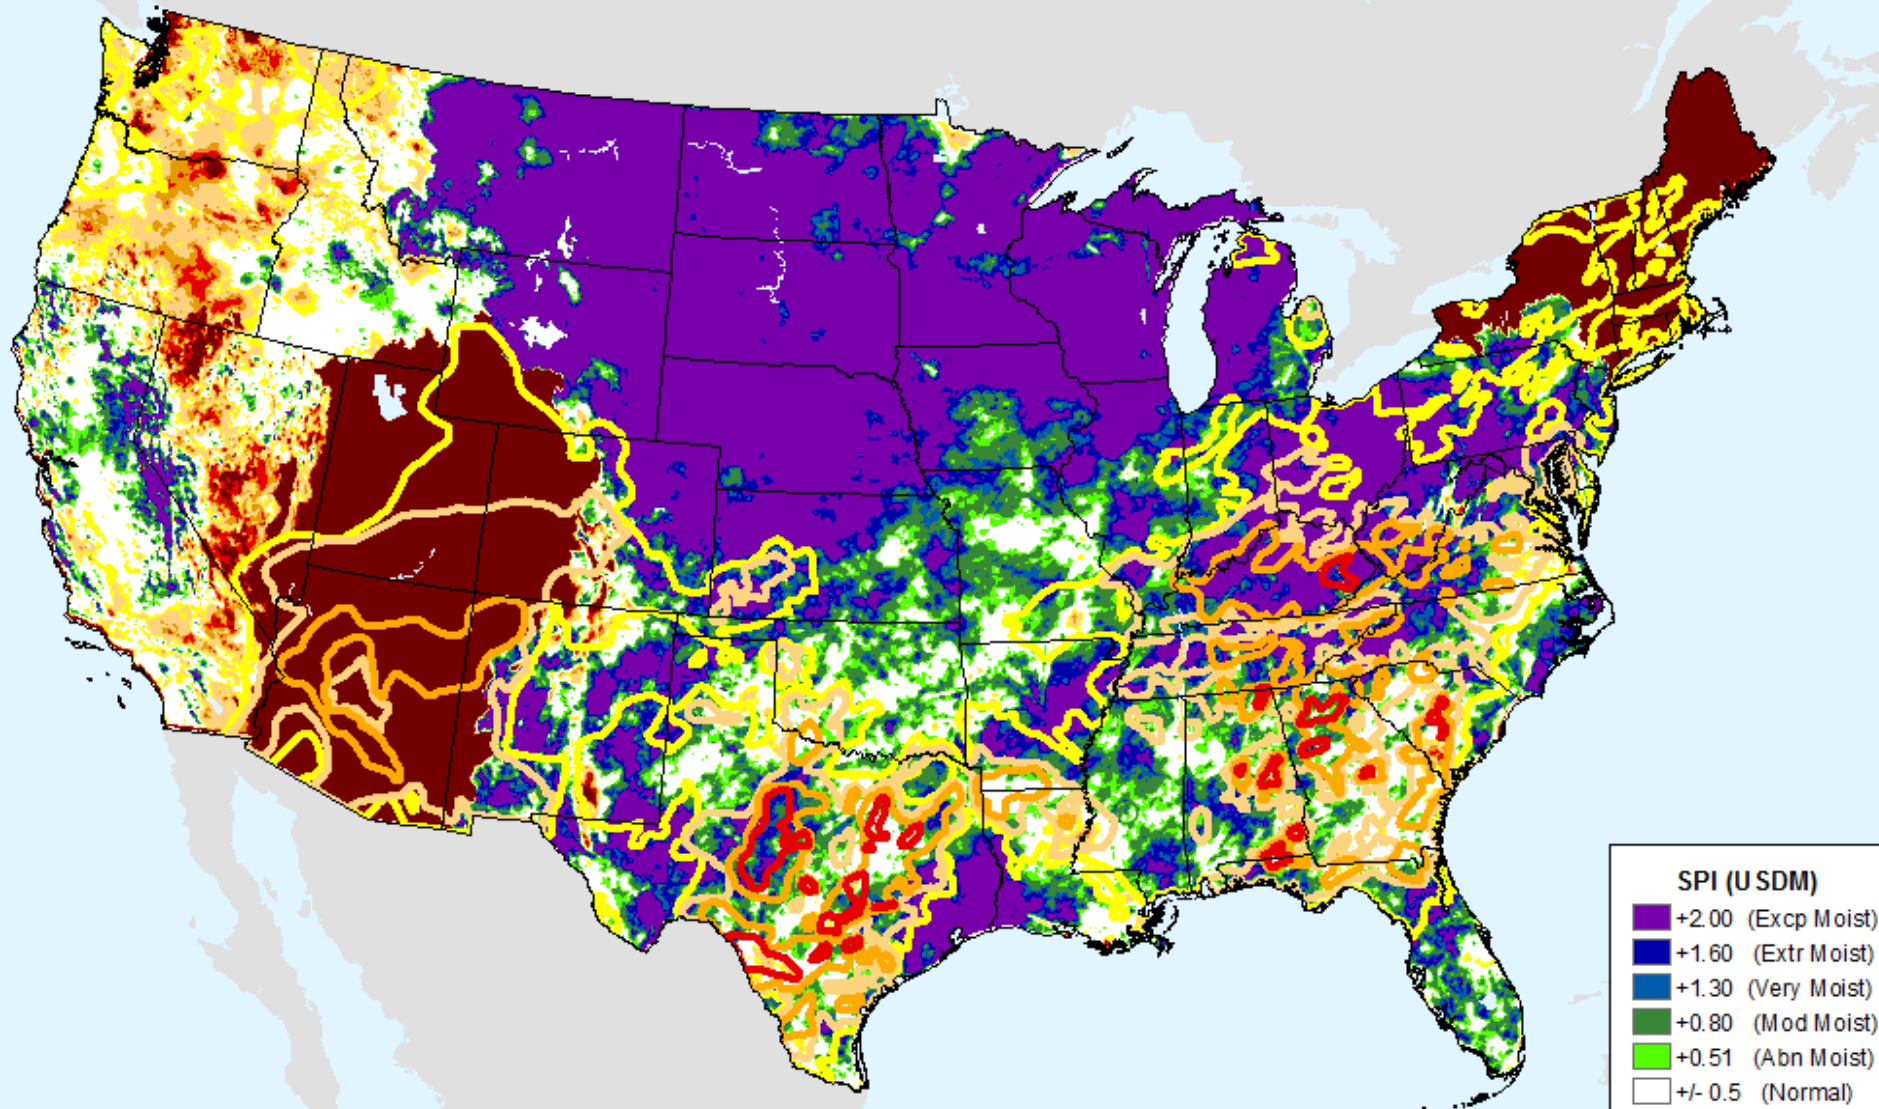 SPI (USDM)
+2.00 (Excp Moist)
+1.60 (Extr Moist)
+1.30 (Very Moist)
+0.80 (Mod Moist)
+0.51 (Abn Moist)
+/- 0.5 (Normal)